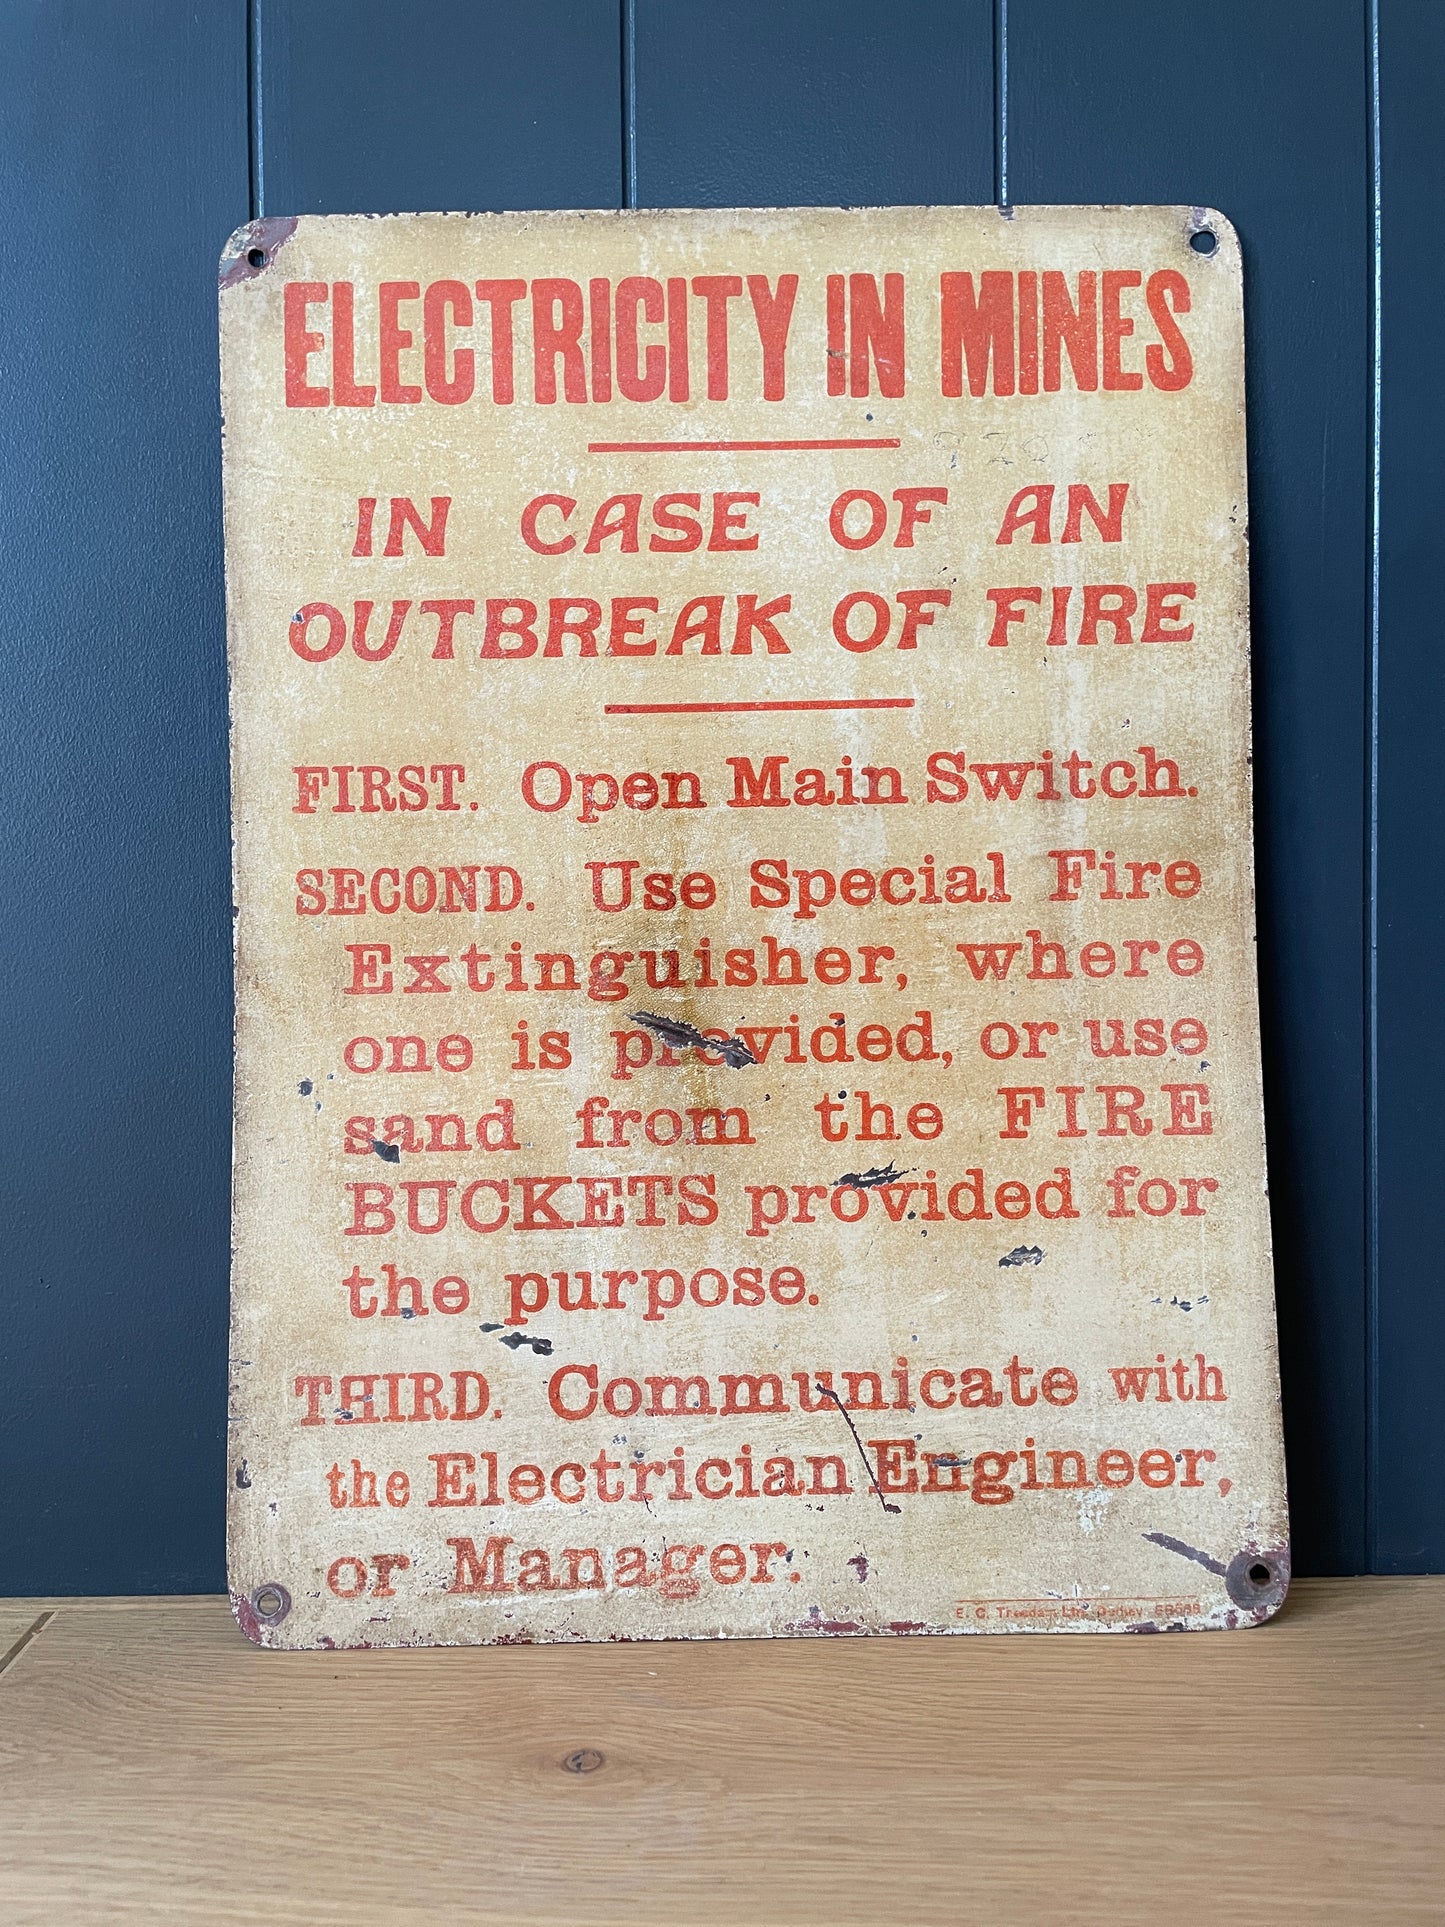 ELECTRICITY IN MINES
IN CASE OF AN
OUTBREAK OF FIRE
FIRST. Open Main Switch.
SECOND. Use Special Fire
Extinguisher, where
one is provided, or use
sand from the FIRE
BUCKETS provided for
the purpose.
THIRD. Communicate with
the Electrician Engineer,
or Manager.
E. C. Ltd. Dudley